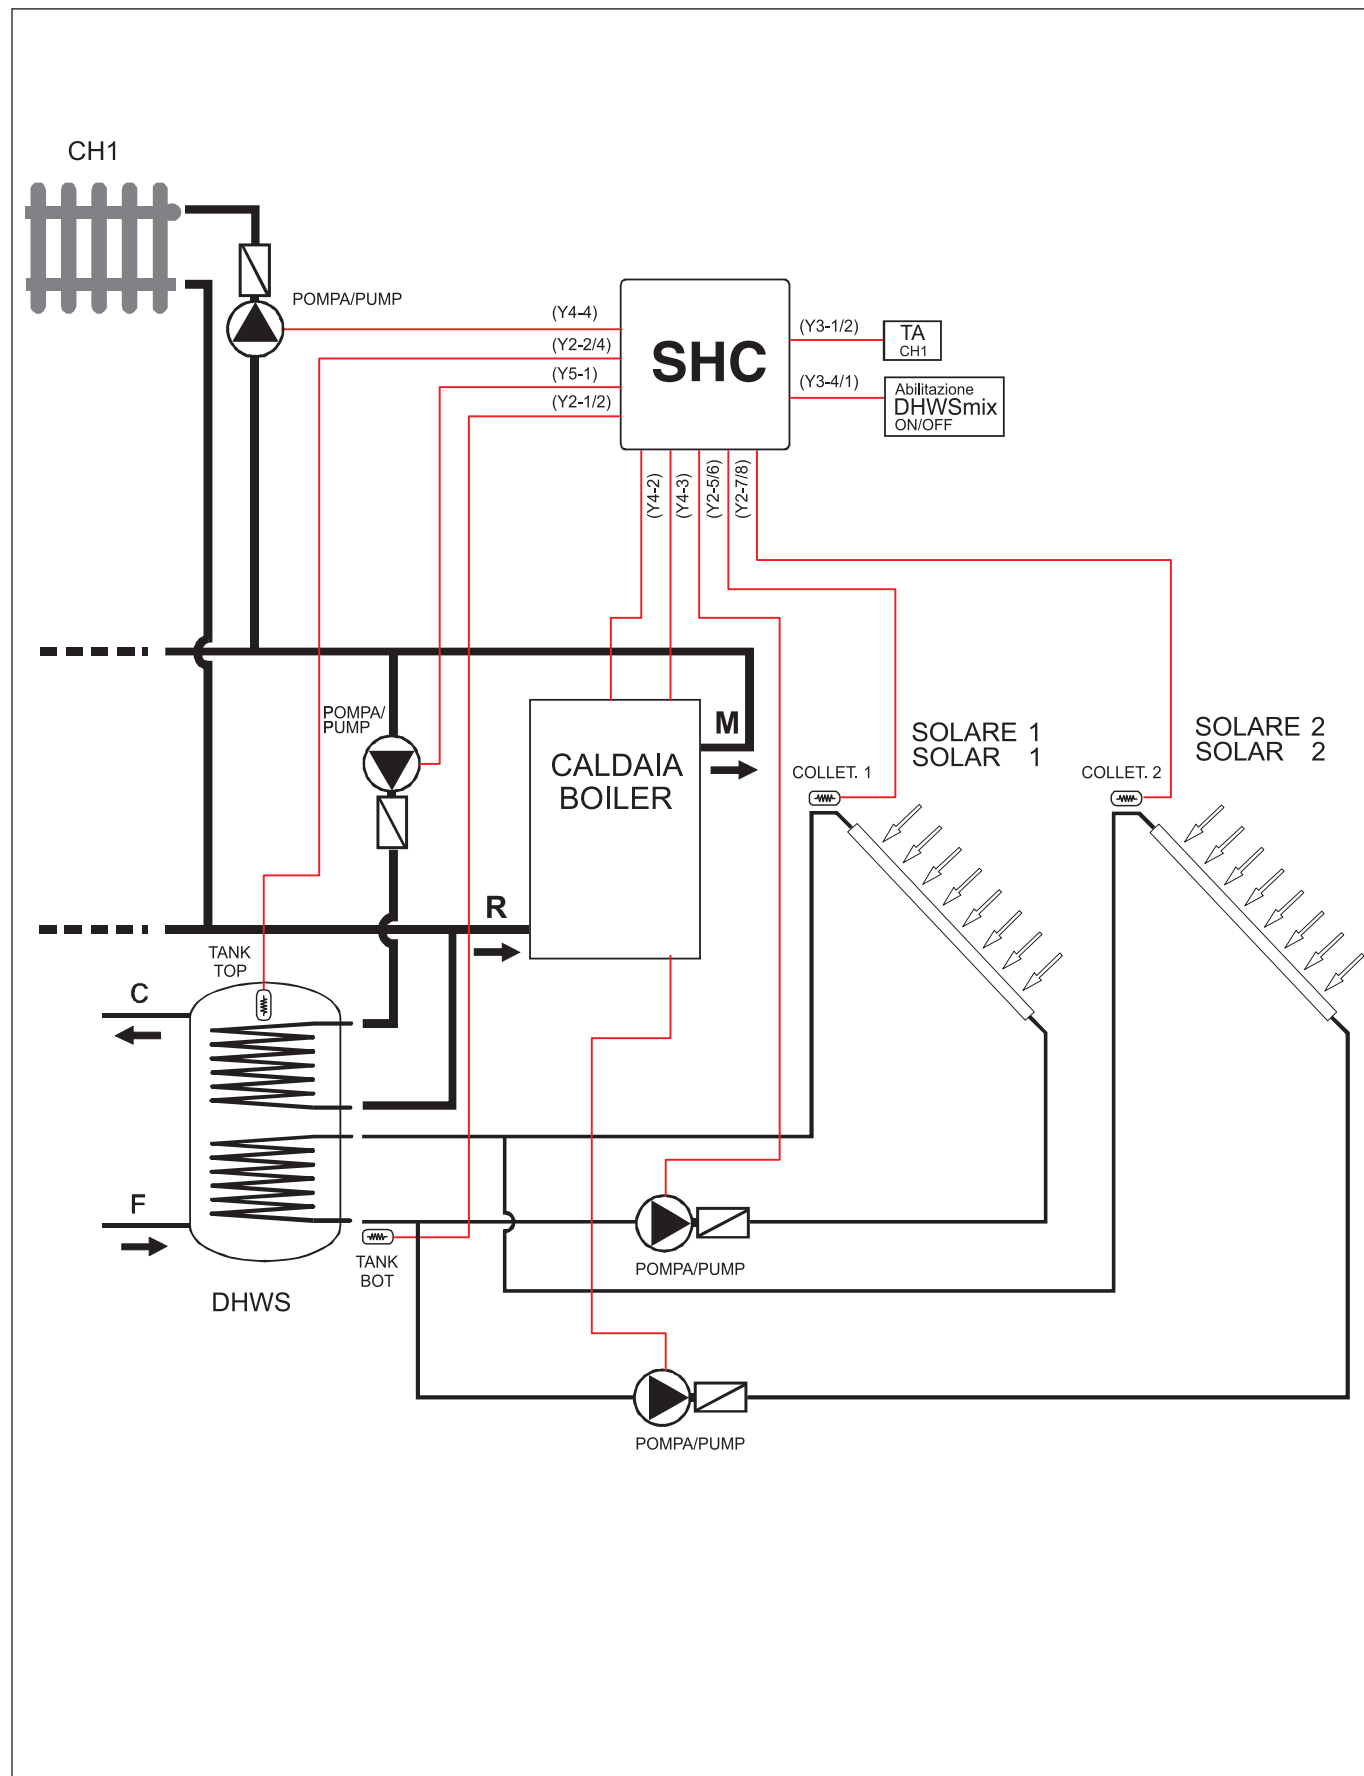 CH1
POMPA/PUMP
(Y4-4)
(Y2-2/4)
(Y5-1)
(Y2-1/2)
SHC
(Y3-1/2)
(Y3-4/1)
TA
CH1
Abilitazione
DHWSmix
ON/OFF
(Y4-2)
(Y4-3)
(Y2-5/6)
(Y2-7/8)
POMPA/
PUMP
M
CALDAIA
BOILER
SOLARE 1
SOLAR 1
SOLARE 2
SOLAR 2
COLLET. 1
COLLET. 2
R
TANK
TOP
C
F
TANK
BOT
DHWS
POMPA/PUMP
POMPA/PUMP